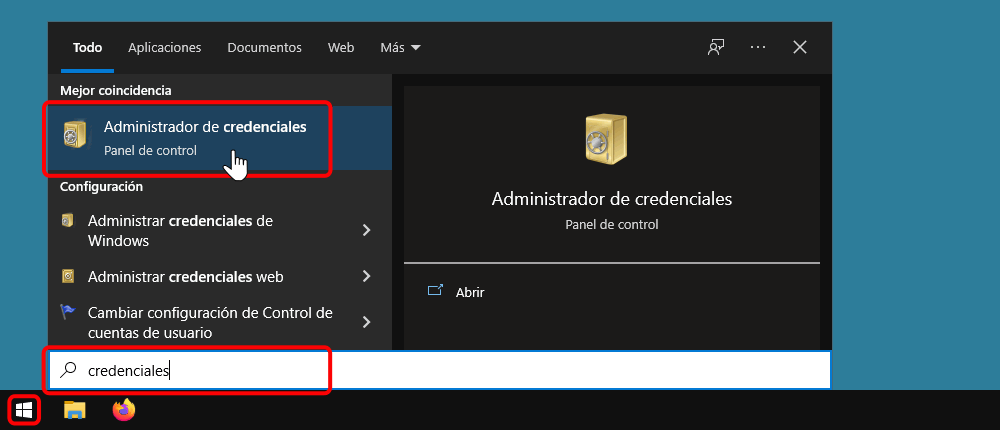 Todo Aplicaciones Documentos Web Más
Mejor coincidencia
Administrador de credenciales
Panel de control
Configuración
Administrar credenciales de
Windows
Administrar credenciales web
Cambiar configuración de Control de
cuentas de usuario
Administrador de credenciales
Panel de control
Abrir
credenciales